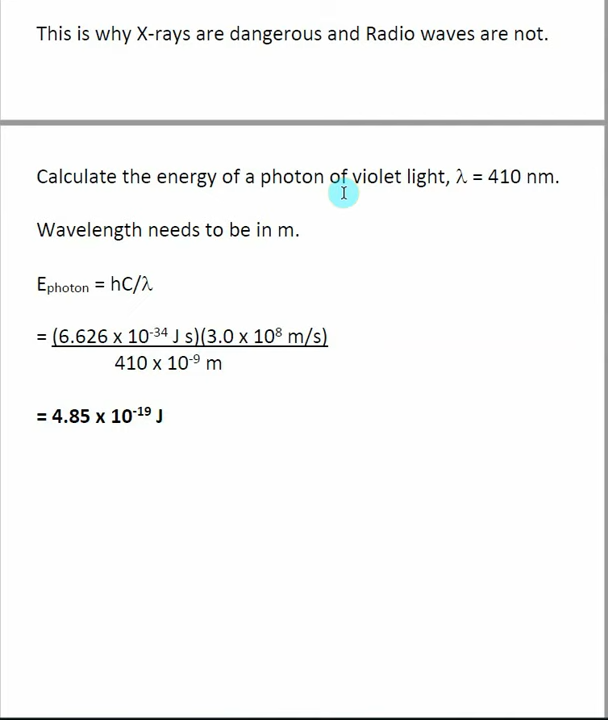 This is why X-rays are dangerous and Radio waves are not.
Calculate the energy of a photon of violet light, λ = 410 nm.
Wavelength needs to be in m.
Ephoton = hC/λ
= (6.626 x 10⁻³⁴ J s)(3.0 x 10⁸ m/s)
410 x 10⁻⁹ m
= 4.85 x 10⁻¹⁹ J